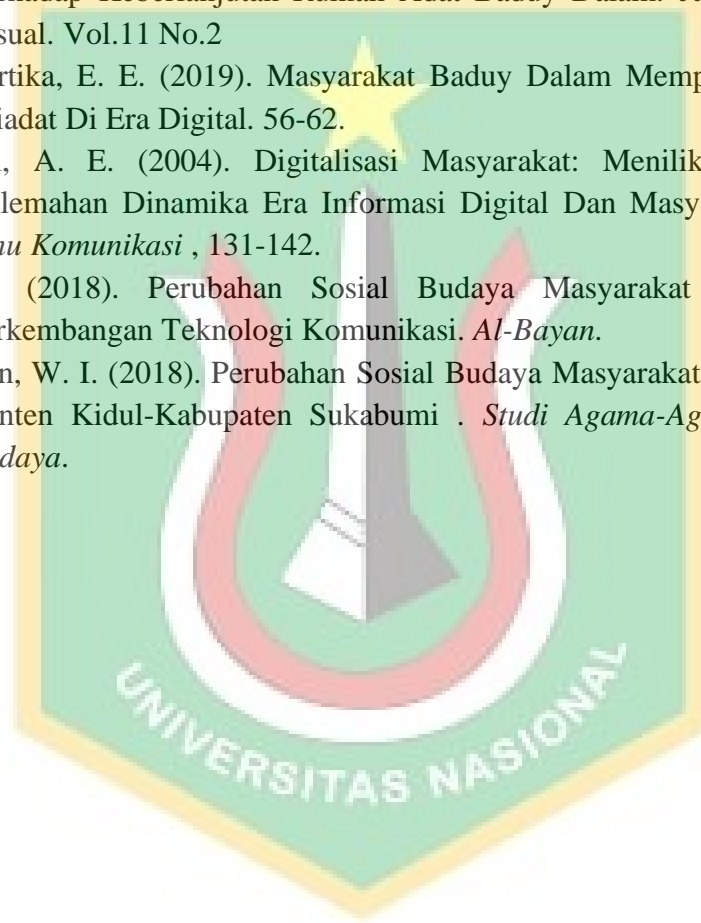 Keberlanjutan Rumah Adat Baduy Dalam.
sual. Vol.11 No.2
rtika, E. E. (2019). Masyarakat Baduy Dalam Memp
iadat Di Era Digital. 56-62.
, A. E. (2004). Digitalisasi Masyarakat: Menilik
lemahan Dinamika Era Informasi Digital Dan Masy
nu Komunikasi , 131-142.
(2018). Perubahan Sosial Budaya Masyarakat
rkembangan Teknologi Komunikasi. Al-Bayan.
n, W. I. (2018). Perubahan Sosial Budaya Masyarakat
nten Kidul-Kabupaten Sukabumi . Studi Agama-Ag
daya.
UNIVERSITAS NASIONAL